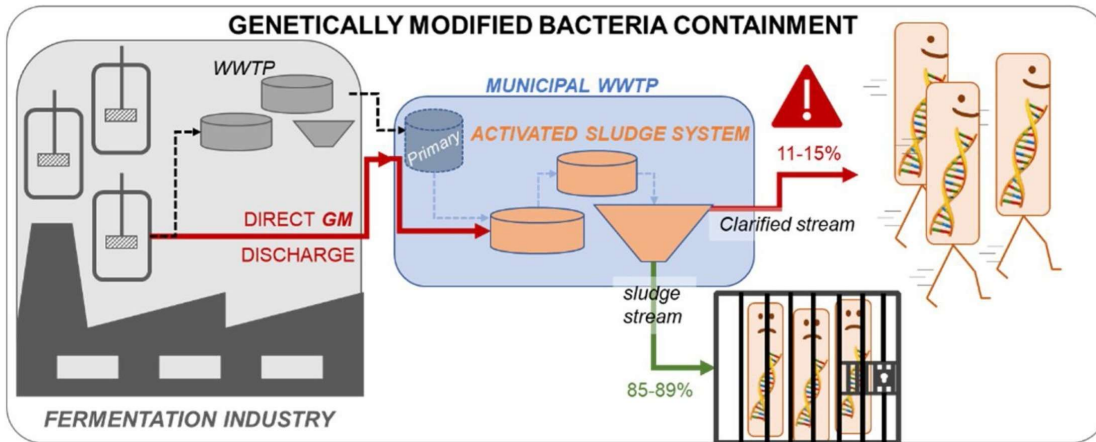 GENETICALLY MODIFIED BACTERIA CONTAINMENT
WWTP
MUNICIPAL WWTP
Primary
ACTIVATED SLUDGE SYSTEM
11-15%
DIRECT GM
DISCHARGE
Clarified stream
sludge
stream
85-89%
FERMENTATION INDUSTRY